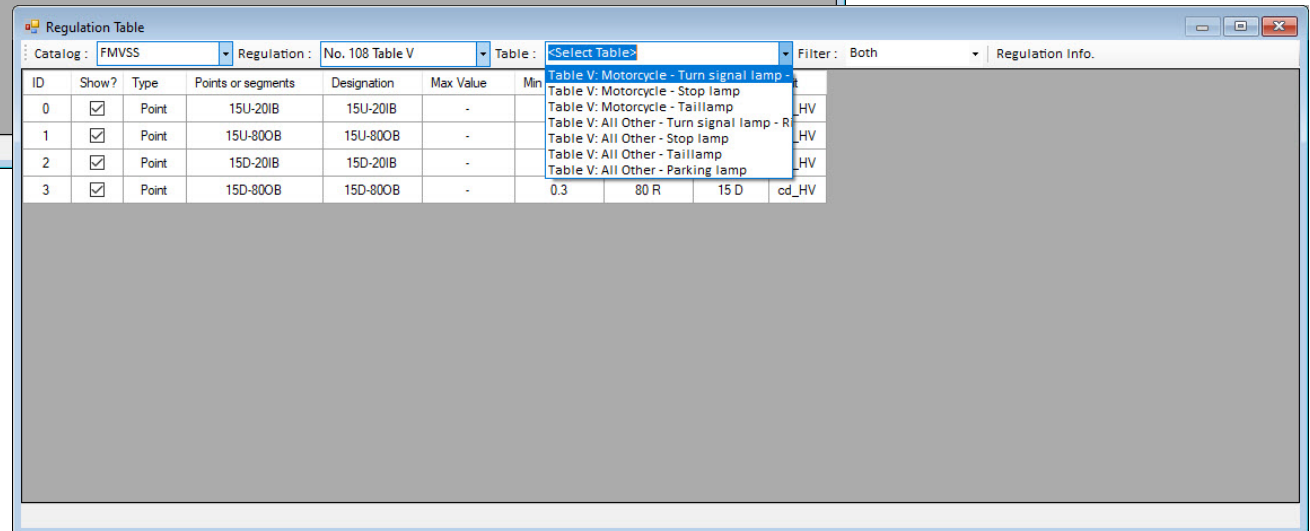 Regulation Table
Catalog : FMVSS Regulation : No. 108 Table V Table : <Select Table> Filter : Both Regulation Info.
ID Show? Type Points or segments Designation Max Value Min
Table V: Motorcycle - Turn signal lamp -
Table V: Motorcycle - Stop lamp
Table V: Motorcycle - Taillamp
Table V: All Other - Turn signal lamp - Ri
Table V: All Other - Stop lamp
Table V: All Other - Taillamp
Table V: All Other - Parking lamp
0 Point 15U-20IB 15U-20IB - _HV
1 Point 15U-80OB 15U-80OB - _HV
2 Point 15D-20IB 15D-20IB - _HV
3 Point 15D-80OB 15D-80OB - 0.3 80 R 15 D cd_HV